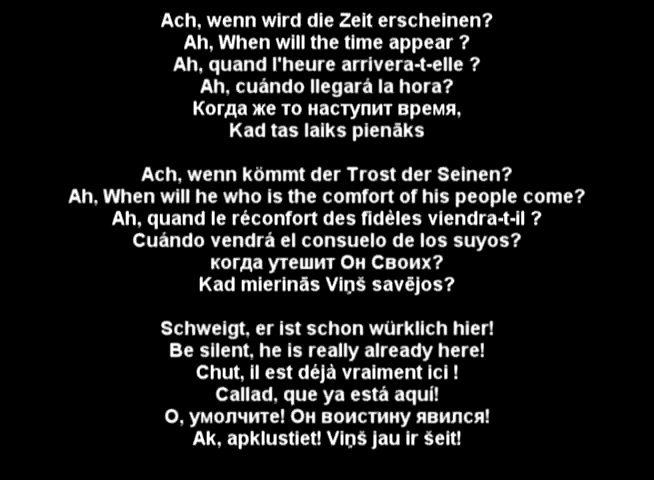 Ach, wenn wird die Zeit erscheinen?
Ah, When will the time appear ?
Ah, quand l'heure arrivera-t-elle ?
Ah, cuándo llegará la hora?
Когда же то наступит время,
Kad tas laiks pienāks
Ach, wenn kömmt der Trost der Seinen?
Ah, When will he who is the comfort of his people come?
Ah, quand le réconfort des fidèles viendra-t-il ?
Cuándo vendrá el consuelo de los suyos?
когда утешит Он Своих?
Kad mierinās Viņš savējos?
Schweigt, er ist schon würklich hier!
Be silent, he is really already here!
Chut, il est déjà vraiment ici !
Callad, que ya está aquí!
О, умолчите! Он воистину явился!
Ak, apklustiet! Viņš jau ir šeit!